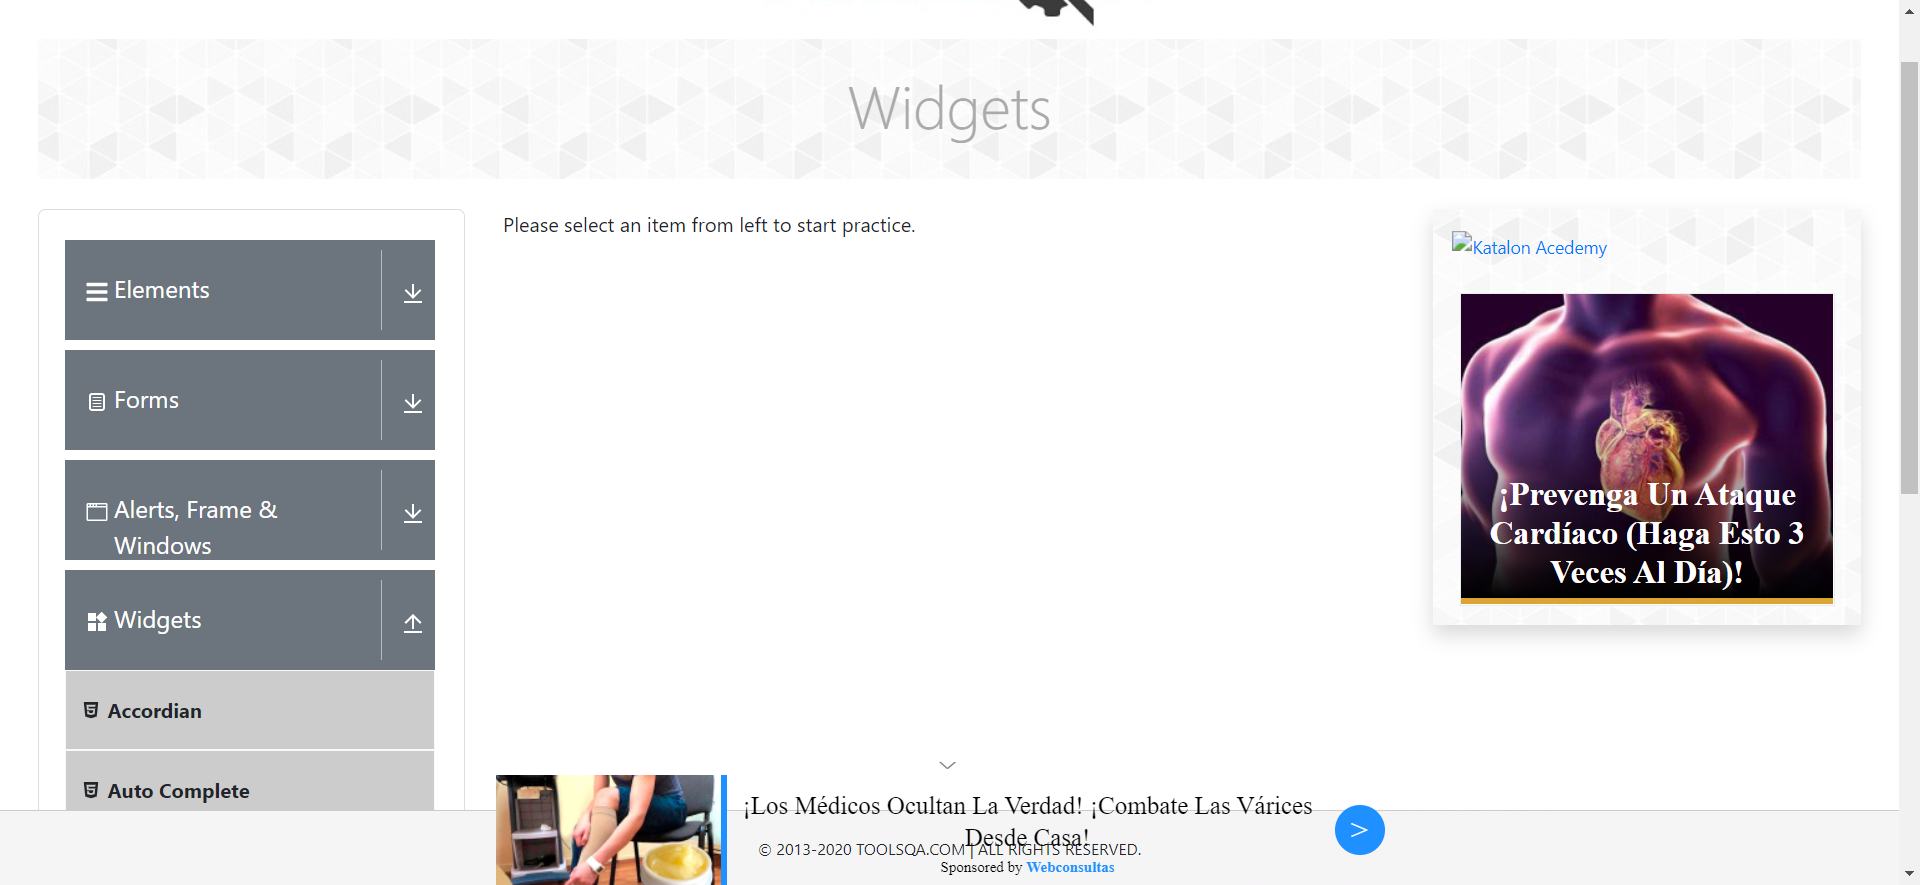 Widgets
Elements
Forms
Alerts, Frame &
Windows
Widgets
Accordian
Auto Complete
Please select an item from left to start practice.
Katalon Acedemy
¡Prevenga Un Ataque
Cardíaco (Haga Esto 3
Veces Al Día)!
¡Los Médicos Ocultan La Verdad! ¡Combate Las Várices
Desde Casa!
© 2013-2020 TOOLSQA.COM | ALL RIGHTS RESERVED.
Sponsored by Webconsultas